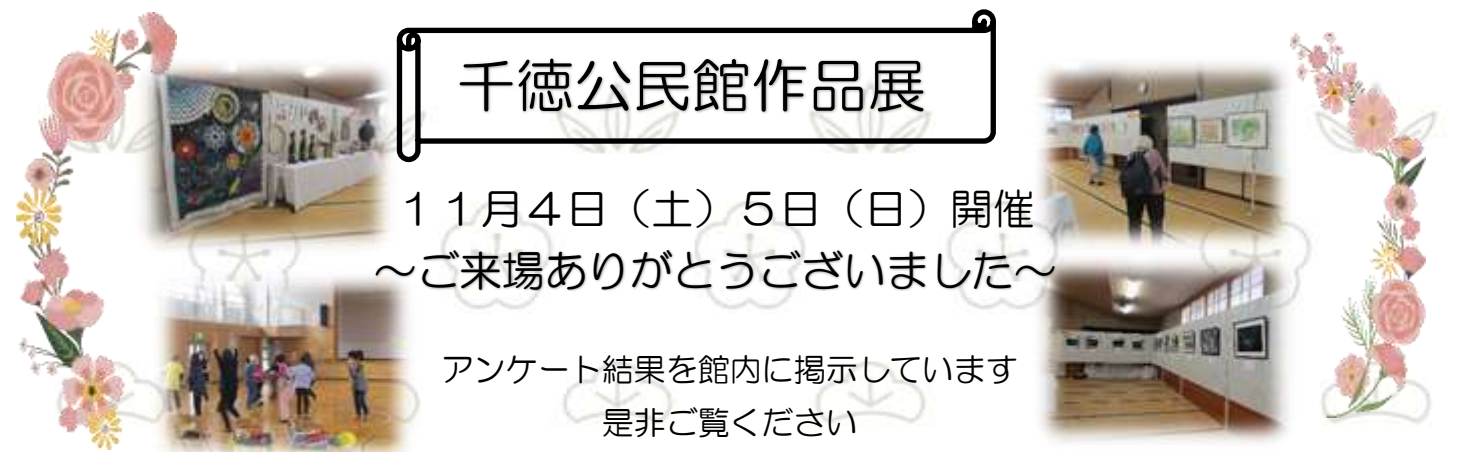 千徳公民館作品展
１１月４日（土）５日（日）開催
～ご来場ありがとうございました～
アンケート結果を館内に掲示しています
是非ご覧ください